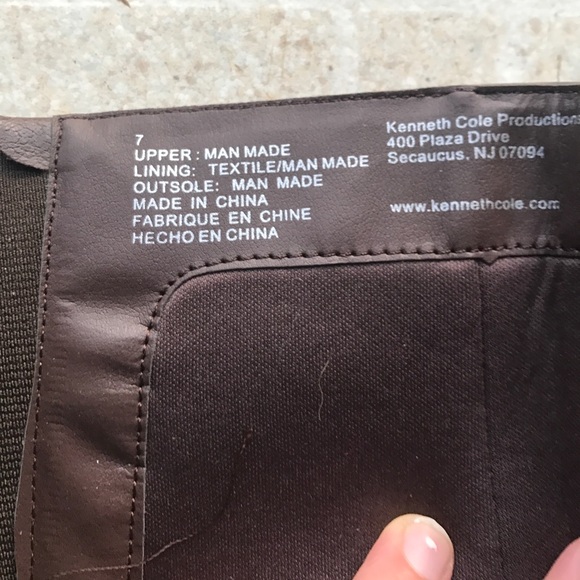 7
UPPER : MAN MADE
LINING: TEXTILE/MAN MADE
OUTSOLE: MAN MADE
MADE IN CHINA
FABRIQUE EN CHINE
HECHO EN CHINA
Kenneth Cole Productions
400 Plaza Drive
Secaucus, NJ 07094
www.kennethcole.com